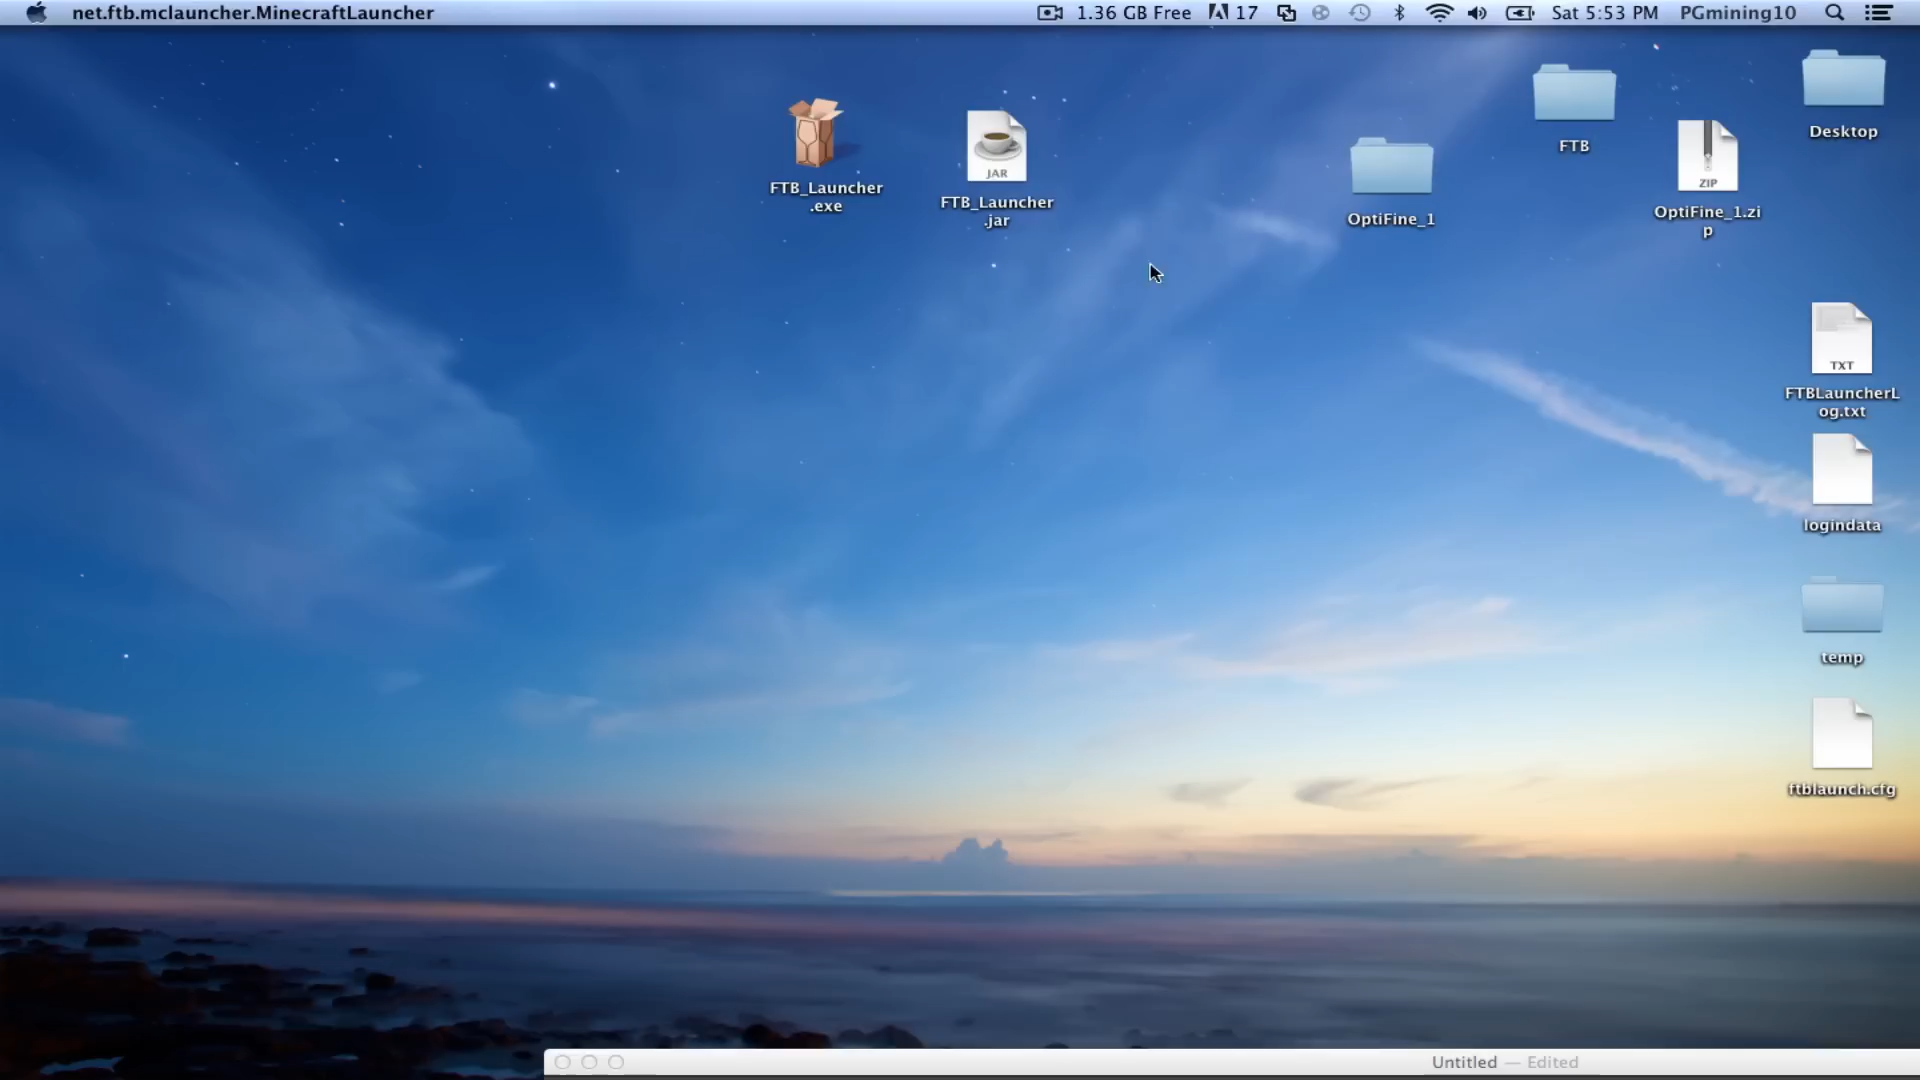 net.ftb.mclauncher.MinecraftLauncher
1.36 GB Free
17
Sat 5:53 PM
PGmining10
FTB_Launcher
.exe
JAR
FTB_Launcher
.jar
OptiFine_1
FTB
ZIP
OptiFine_1.zi
p
Desktop
TXT
FTBLauncherL
og.txt
logindata
temp
ftblaunch.cfg
Untitled — Edited